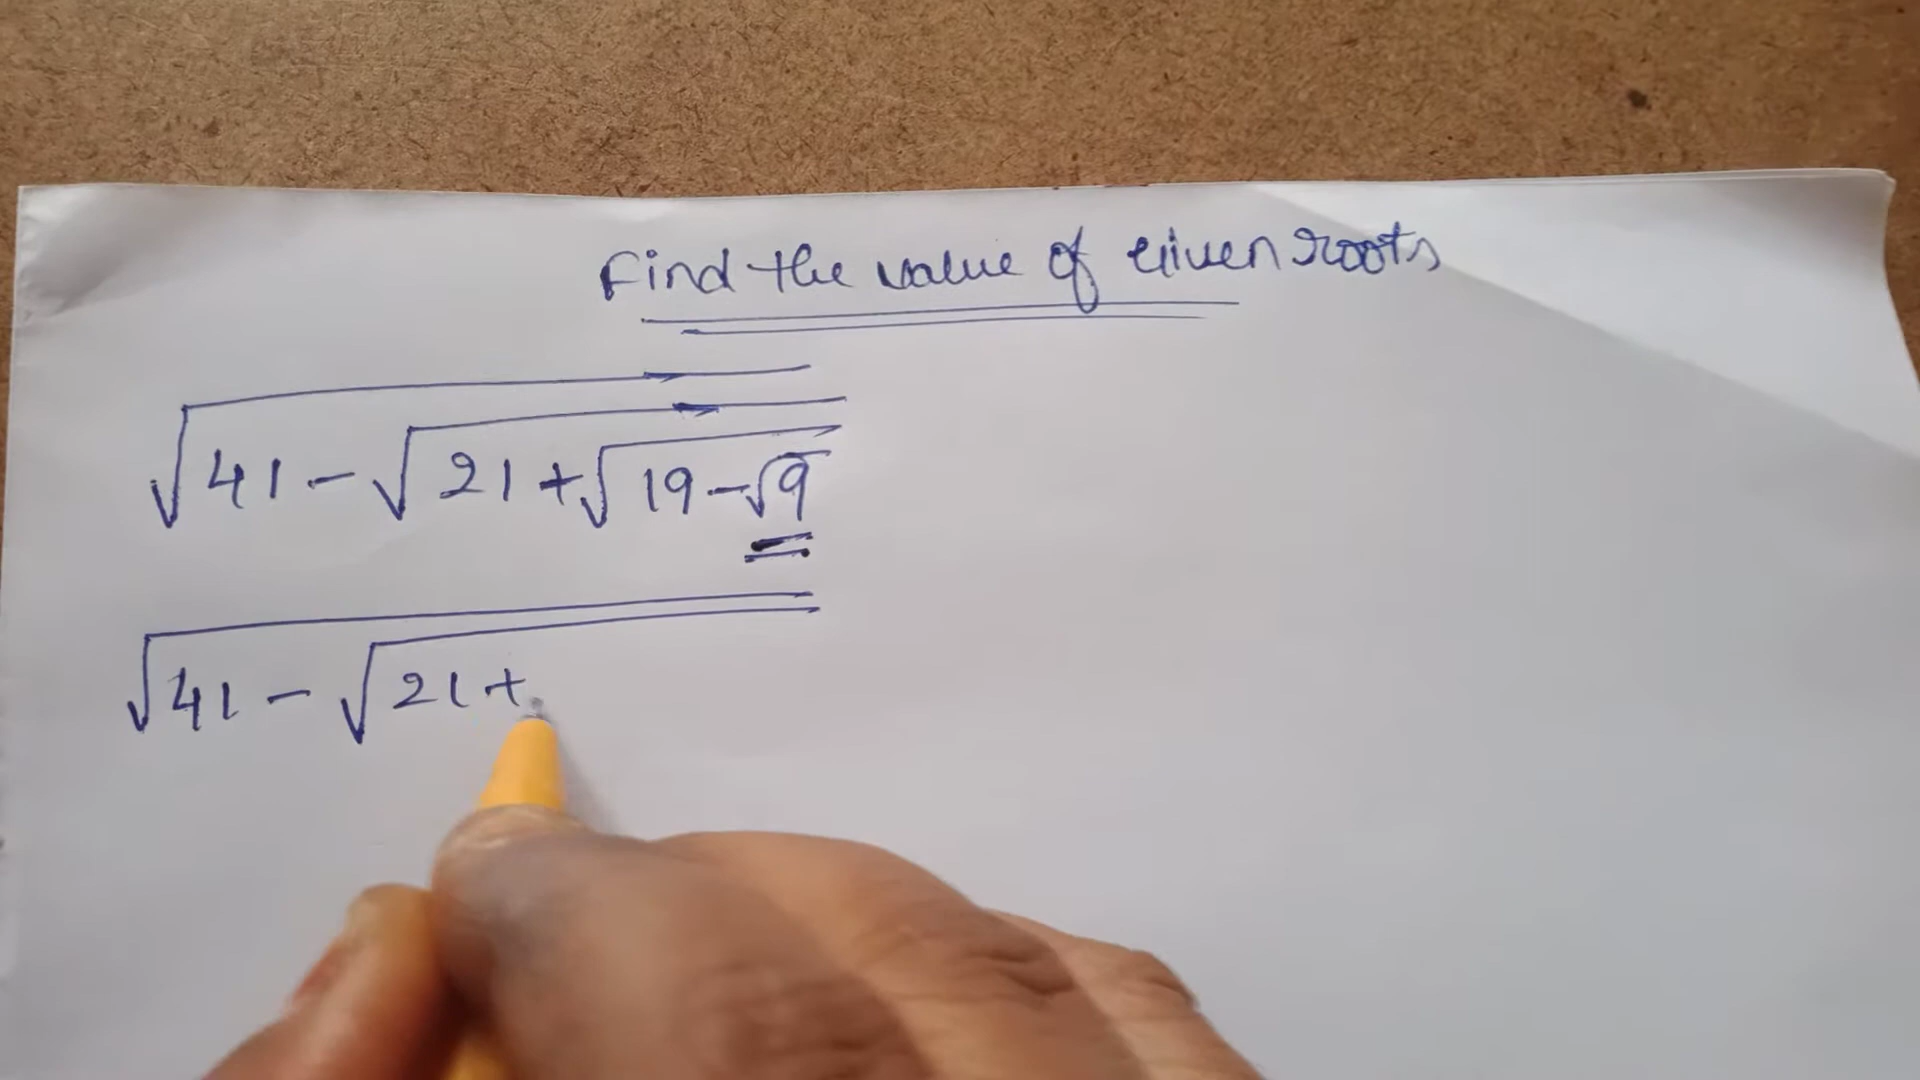 Find the value of Given roots
√41-√21+√19-√9
√41-√21+